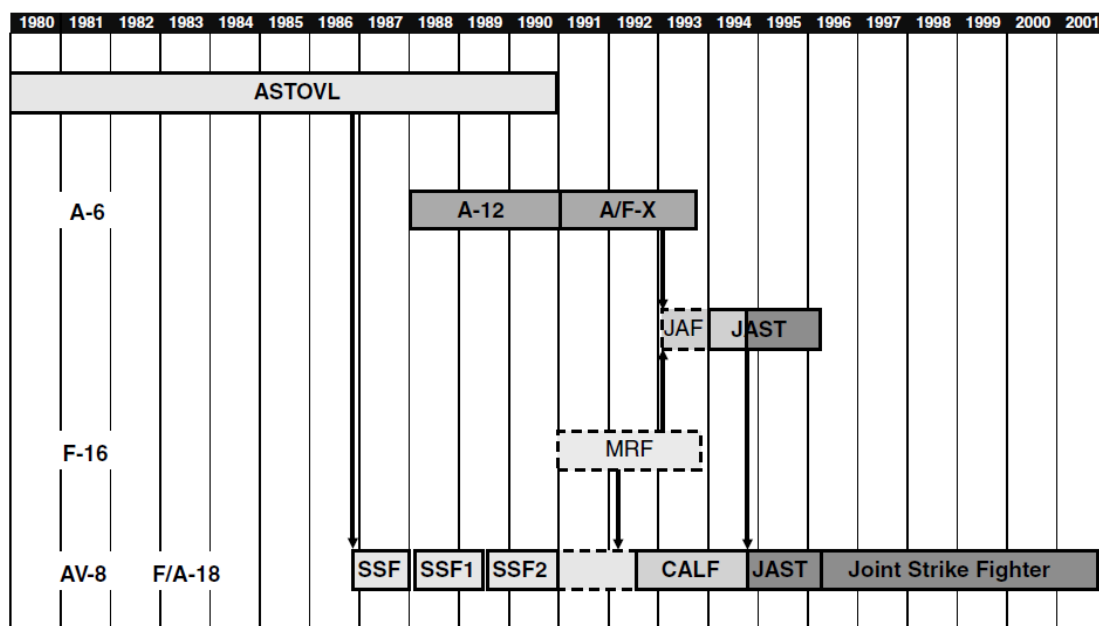 1980 1981 1982 1983 1984 1985 1986 1987 1988 1989 1990 1991 1992 1993 1994 1995 1996 1997 1998 1999 2000 2001
ASTOVL
A-6 A-12 A/F-X
JAF JAST
F-16 MRF
AV-8 F/A-18 SSF SSF1 SSF2 CALF JAST Joint Strike Fighter